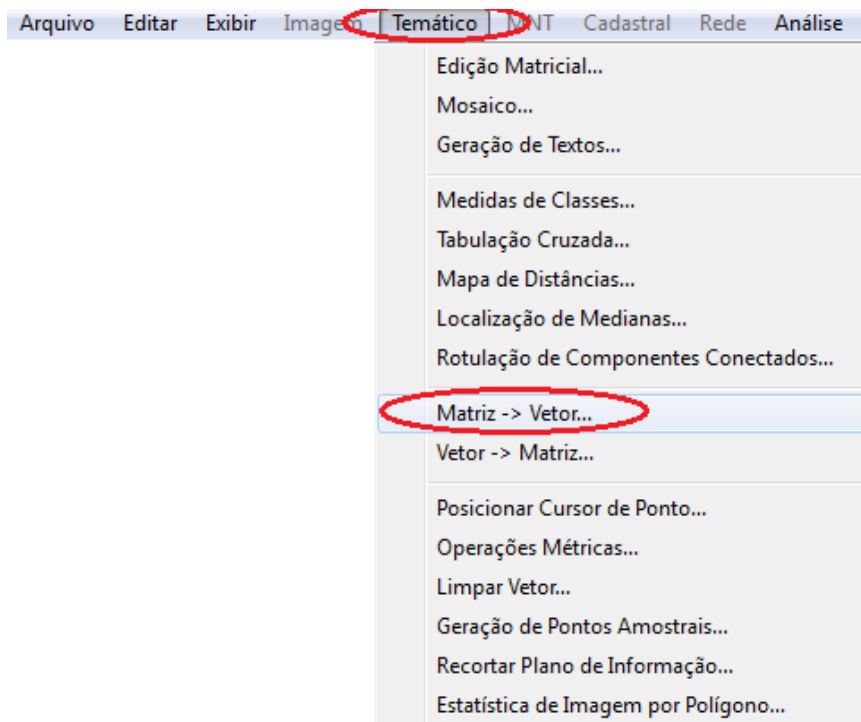 Arquivo Editar Exibir Imagem Temático MNT Cadastral Rede Análise
Edição Matricial...
Mosaico...
Geração de Textos...
Medidas de Classes...
Tabulação Cruzada...
Mapa de Distâncias...
Localização de Medianas...
Rotulação de Componentes Conectados...
Matriz -> Vetor...
Vetor -> Matriz...
Posicionar Cursor de Ponto...
Operações Métricas...
Limpar Vetor...
Geração de Pontos Amostrais...
Recortar Plano de Informação...
Estatística de Imagem por Polígono...